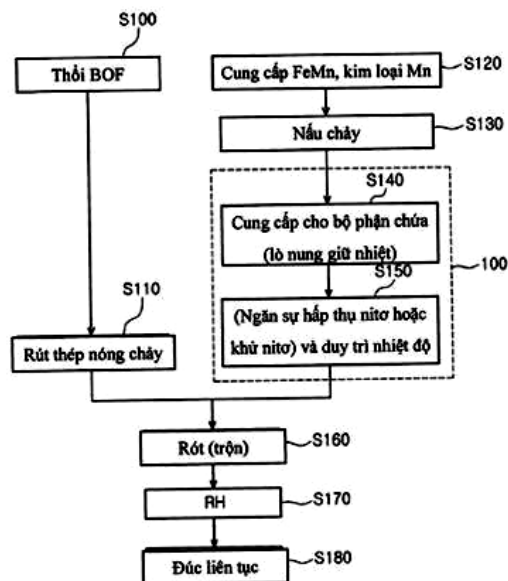 S100
Thổi BOF
Cung cấp FeMn, kim loại Mn
S120
Nấu chảy
S130
S140
Cung cấp cho bộ phận chứa
(lò nung giữ nhiệt)
S150
100
(Ngăn sự hấp thụ nitơ hoặc
khử nitơ) và duy trì nhiệt độ
S110
Rút thép nóng chảy
Rót (trộn)
S160
RH
S170
Đúc liên tục
S180